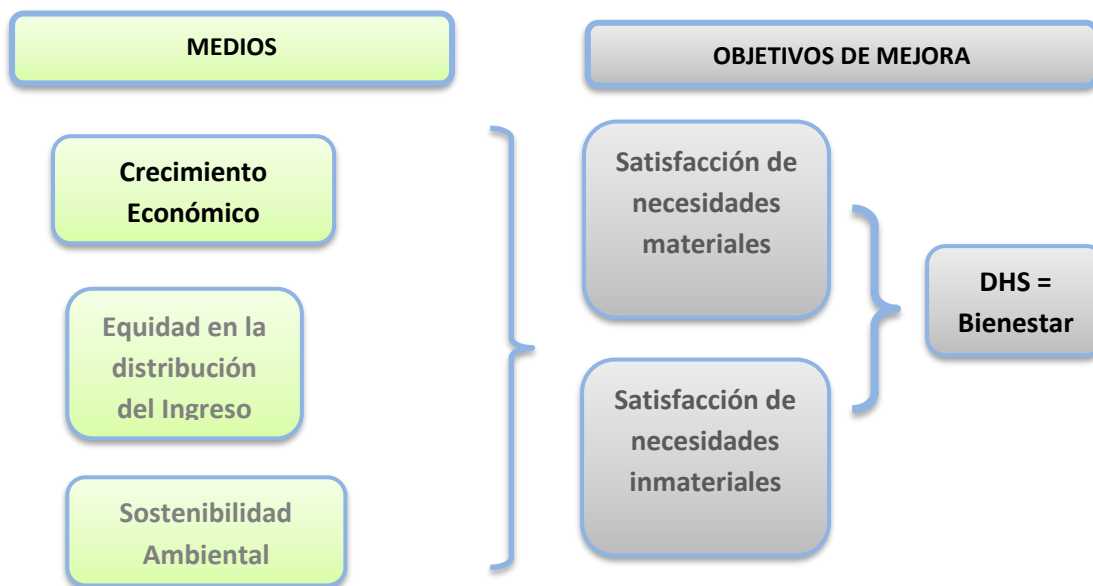 MEDIOS
OBJETIVOS DE MEJORA
Crecimiento
Económico
Equidad en la
distribución
del Ingreso
Sostenibilidad
Ambiental
Satisfacción de
necesidades
materiales
Satisfacción de
necesidades
inmateriales
DHS =
Bienestar